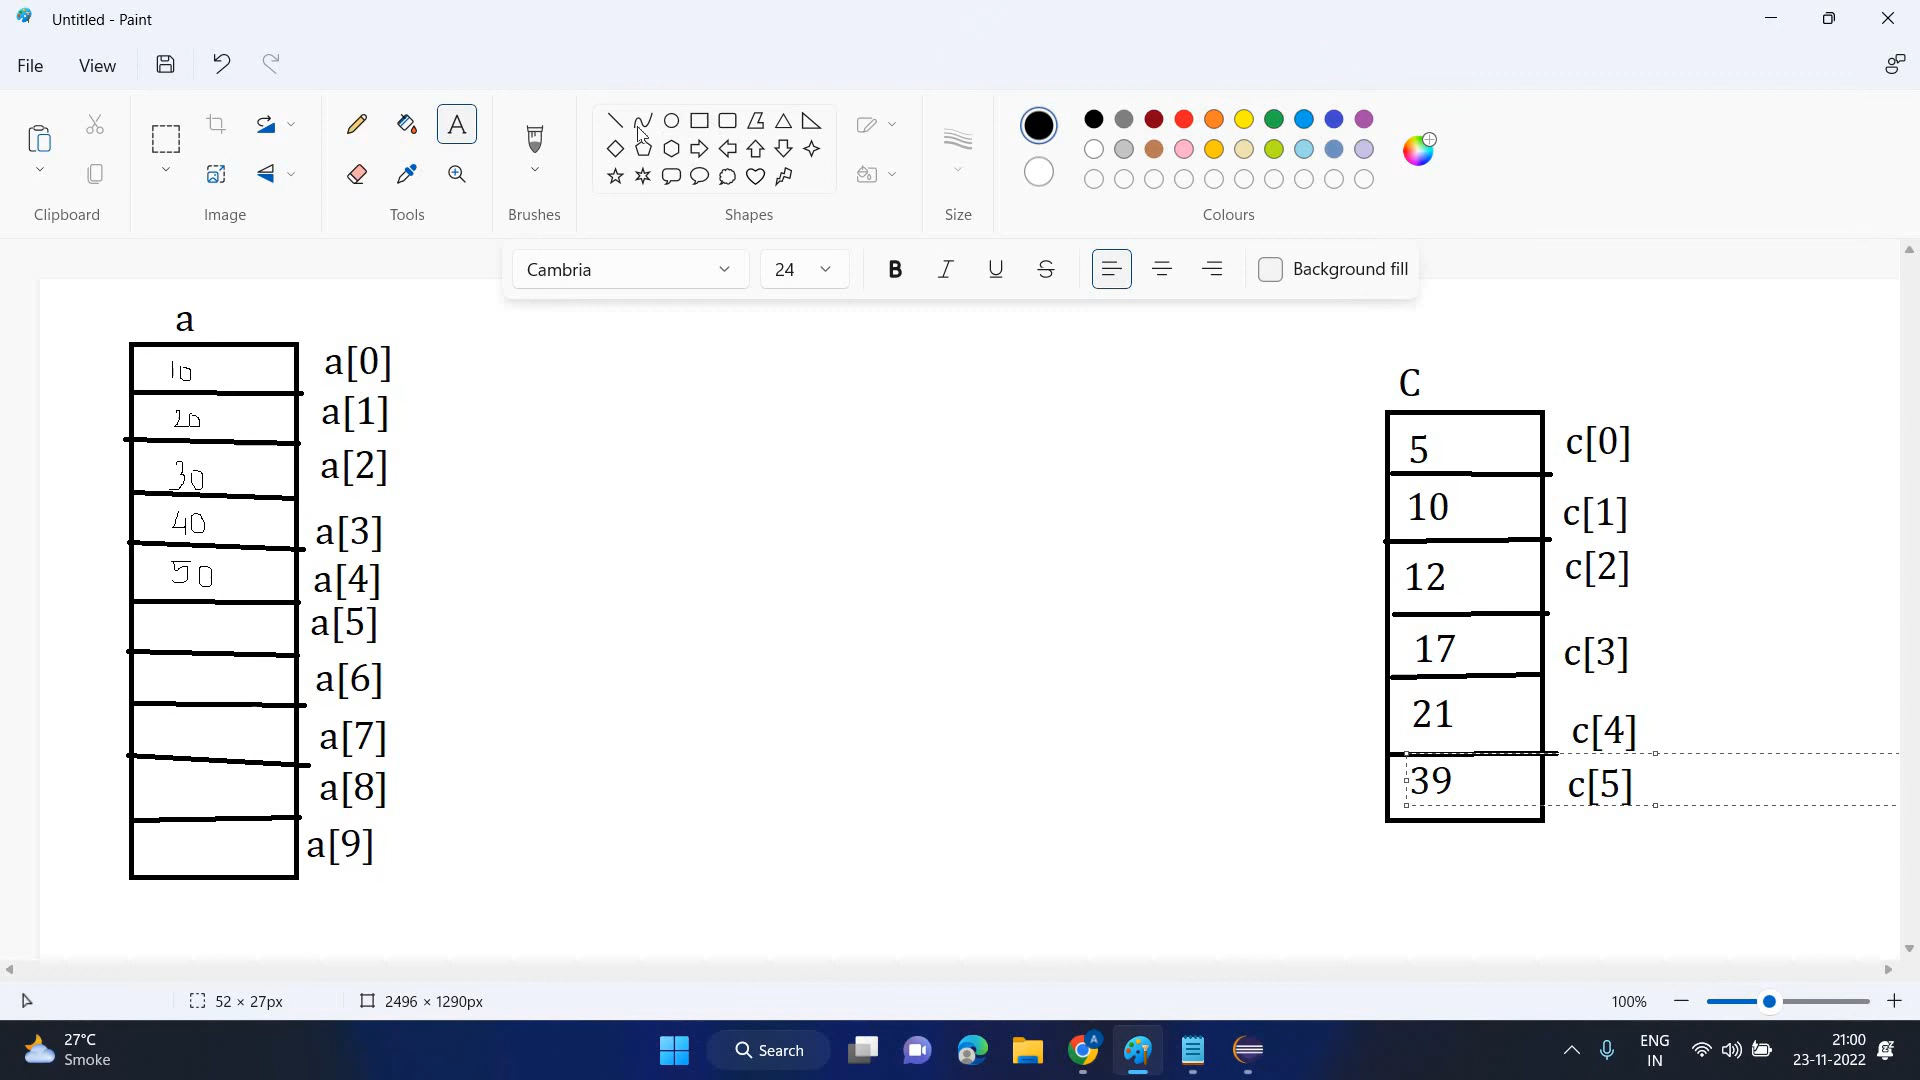 Untitled - Paint
File
View
Clipboard
Image
Tools
Brushes
Shapes
Size
Colours
Cambria
24
B
I
U
S
Background fill
a
10
a[0]
20
a[1]
30
a[2]
40
a[3]
50
a[4]
a[5]
a[6]
a[7]
a[8]
a[9]
C
5
c[0]
10
c[1]
12
c[2]
17
c[3]
21
c[4]
39
c[5]
52 × 27px
2496 × 1290px
100%
27°C
Smoke
Search
A
ENG
IN
21:00
23-11-2022